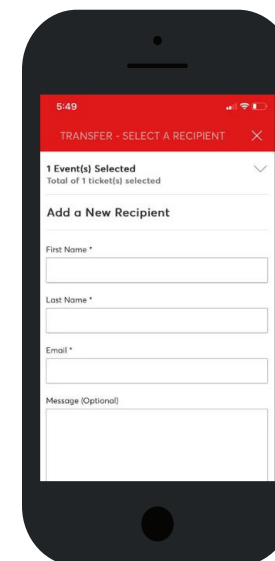 5:49
TRANSFER - SELECT A RECIPIENT
1 Event(s) Selected
Total of 1 ticket(s) selected
Add a New Recipient
First Name *
Last Name *
Email *
Message (Optional)